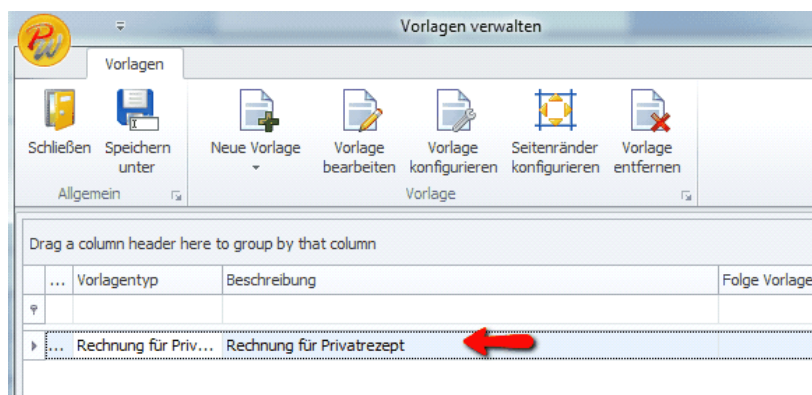 Vorlagen verwalten
Vorlagen
Schließen
Speichern
unter
Neue Vorlage
Vorlage
bearbeiten
Vorlage
konfigurieren
Seitenränder
konfigurieren
Vorlage
entfernen
Allgemein
Vorlage
Drag a column header here to group by that column
... Vorlagentyp Beschreibung Folge Vorlage
... Rechnung für Priv... Rechnung für Privatrezept